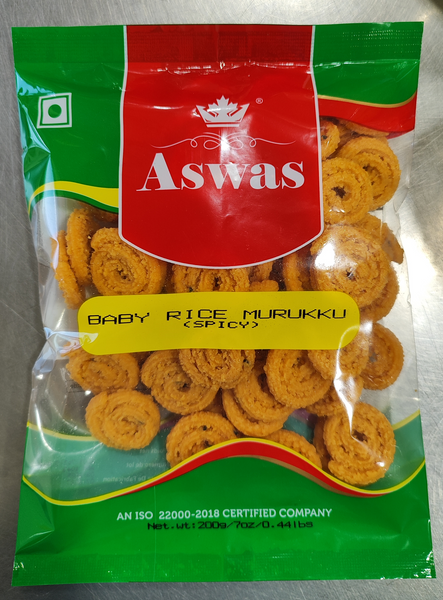 ®
Aswas
BABY RICE MURUKKU
(SPICY)
AN ISO 22000-2018 CERTIFIED COMPANY
Net.wt:200g/7oz/0.44lbs